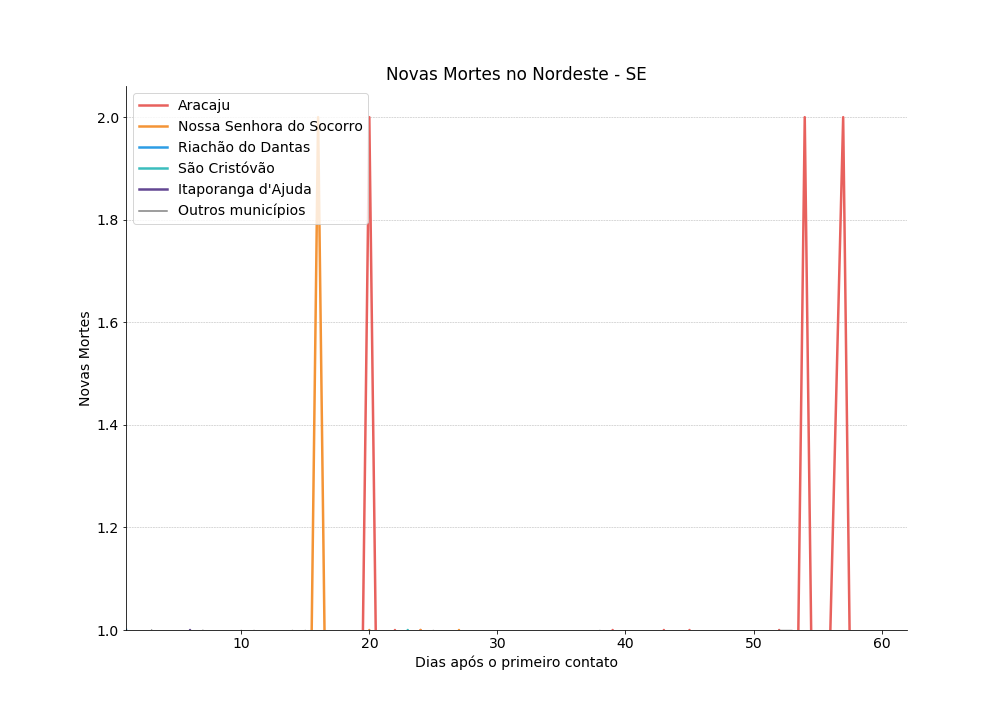 Novas Mortes no Nordeste - SE
Aracaju
Nossa Senhora do Socorro
Riachão do Dantas
São Cristóvão
Itaporanga d'Ajuda
Outros municípios
2.0
1.8
1.6
1.4
1.2
1.0
Novas Mortes
10 20 30 40 50 60
Dias após o primeiro contato